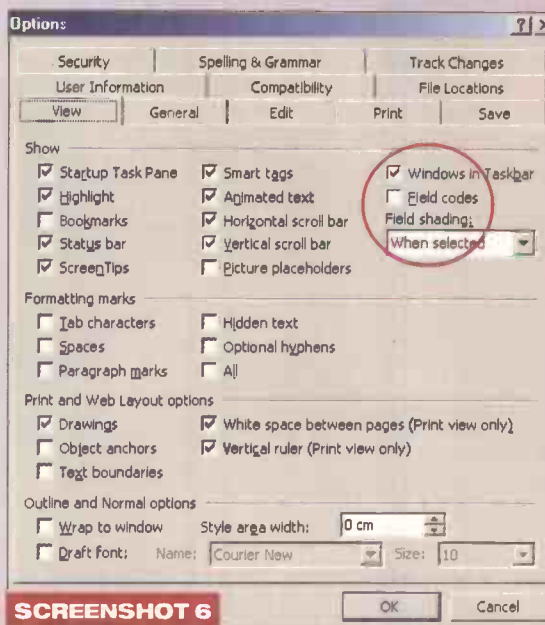 Options
Security Spelling & Grammar Track Changes
User Information Compatibility File Locations
View General Edit Print Save
Show
Startup Task Pane Smart tags Windows in Taskbar
Highlight Animated text Field codes
Bookmarks Horizontal scroll bar Field shading:
Status bar Vertical scroll bar When selected
ScreenTips Picture placeholders
Formatting marks
Tab characters Hidden text
Spaces Optional hyphens
Paragraph marks All
Print and Web Layout options
Drawings White space between pages (Print view only)
Object anchors Vertical ruler (Print view only)
Text boundaries
Outline and Normal options
Wrap to window Style area width: 0 cm
Draft font: Name: Courier New Size: 10
SCREENSHOT 6 OK Cancel